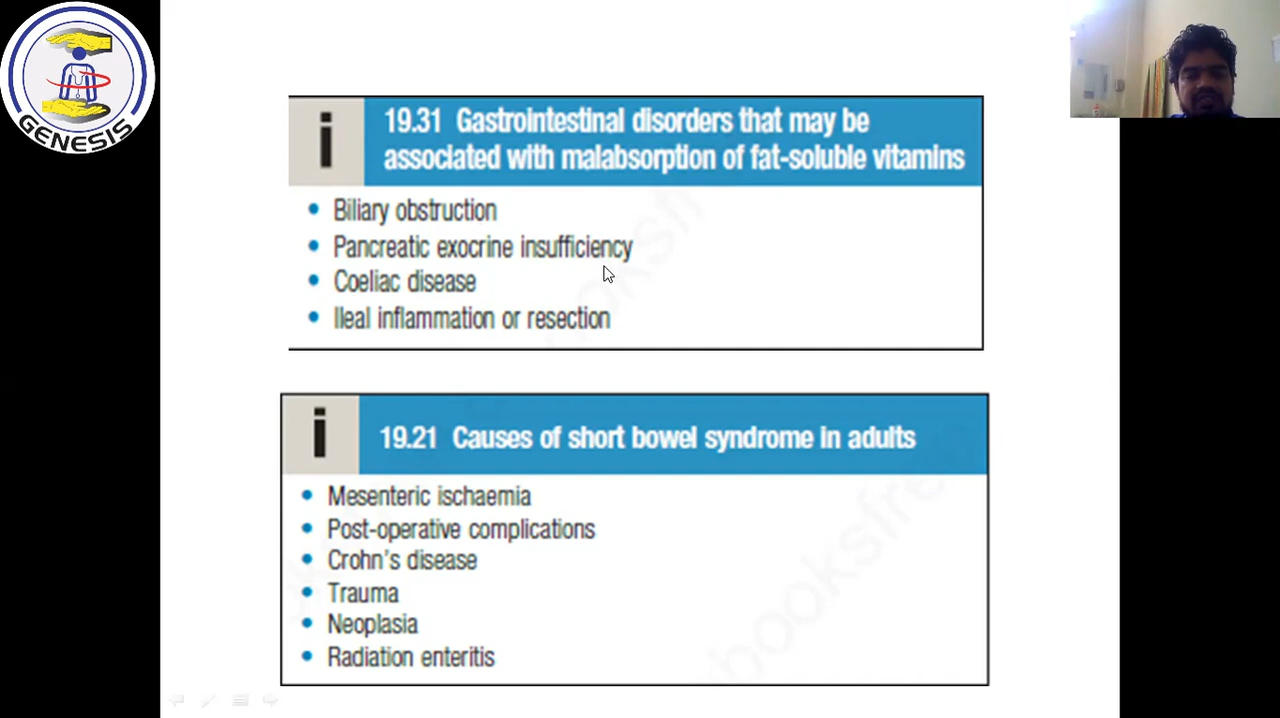 GENESIS
i
19.31 Gastrointestinal disorders that may be
associated with malabsorption of fat-soluble vitamins
• Biliary obstruction
• Pancreatic exocrine insufficiency
• Coeliac disease
• Ileal inflammation or resection
i
19.21 Causes of short bowel syndrome in adults
• Mesenteric ischaemia
• Post-operative complications
• Crohn's disease
• Trauma
• Neoplasia
• Radiation enteritis